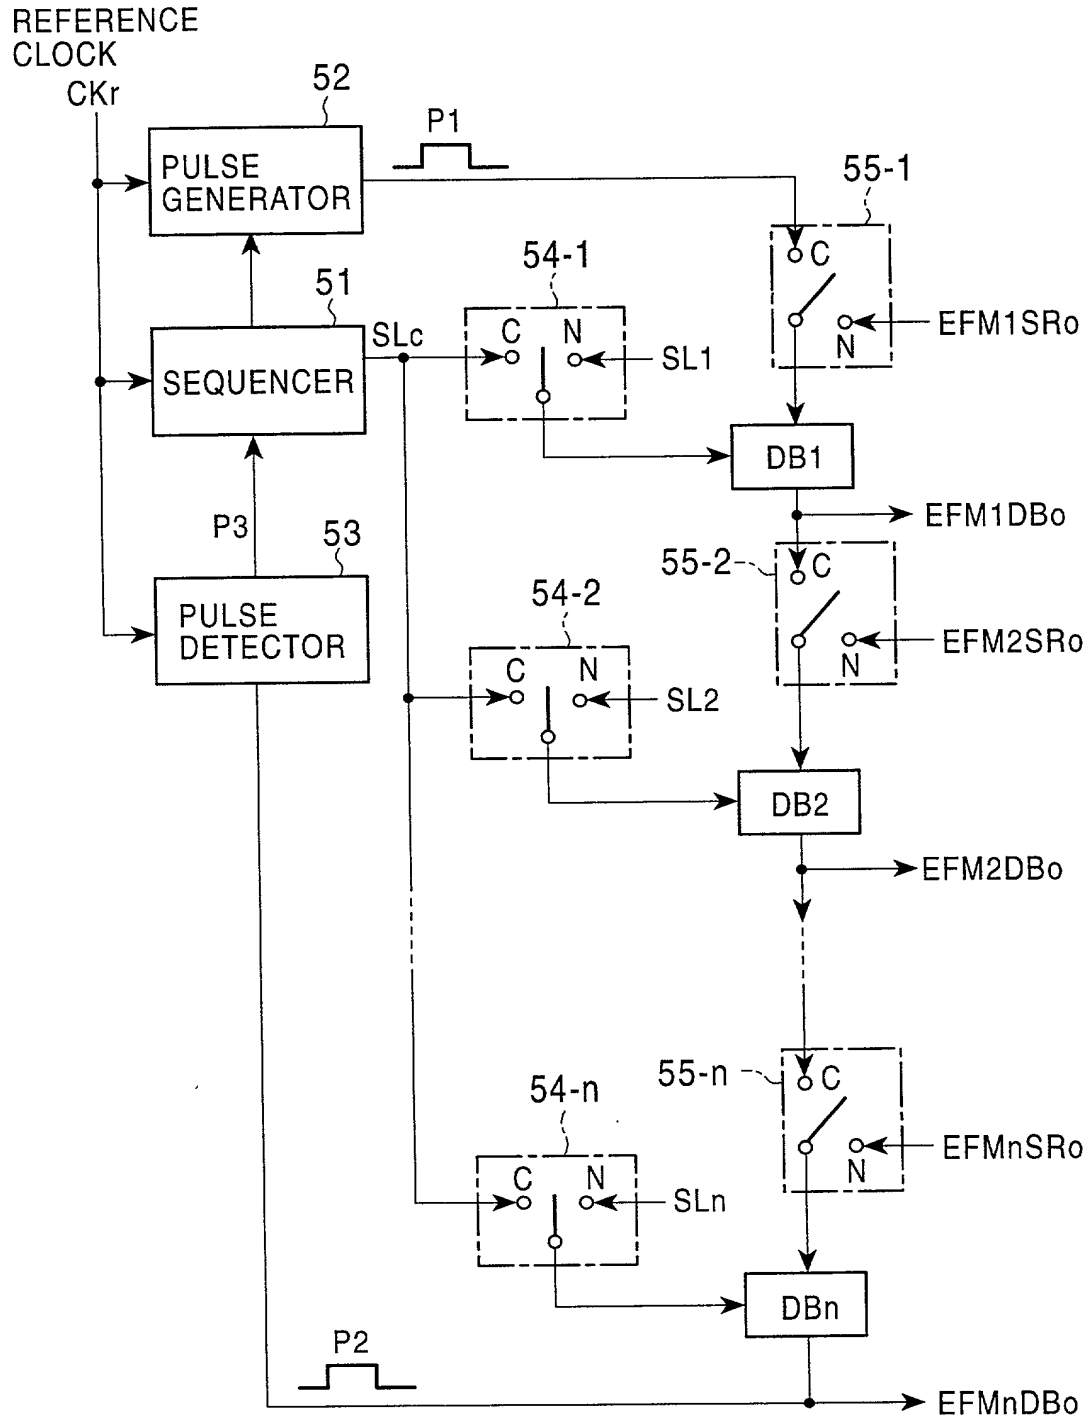 REFERENCE
CLOCK
CKr
52
P1
PULSE
GENERATOR
55-1
C
N
EFM1SRo
54-1
51
SLc
C
N
SL1
SEQUENCER
DB1
EFM1DBo
P3
53
55-2
C
N
EFM2SRo
PULSE
DETECTOR
54-2
C
N
SL2
DB2
EFM2DBo
55-n
C
N
EFMnSRo
54-n
C
N
SLn
DBn
P2
EFMnDBo